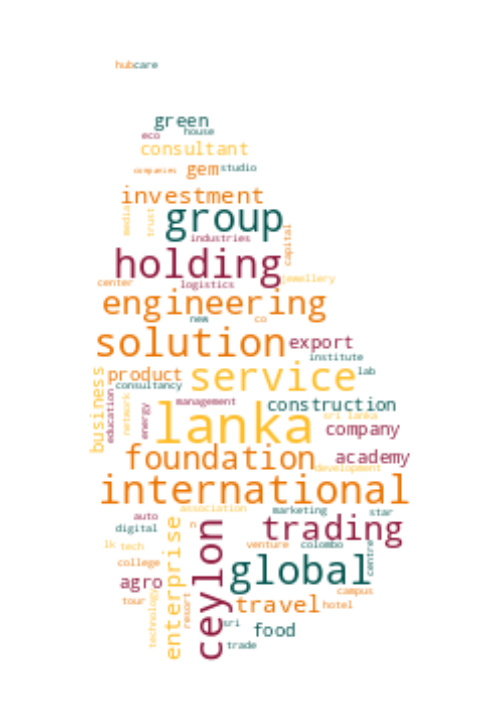 hub care
green
eco house
consultant
companies gem studio
investment
media trust group
industries capital
holding
center logistics jewellery
engineering
new co
solution export
institute
business product service lab
consultancy
education network energy management construction
lanka sri lanka
company
foundation academy
development
international
association marketing star
auto n trading
digital
lk tech enterprise ceylon venture colombo centre
college global
agro campus
tour technology resort travel hotel
sri food
trade